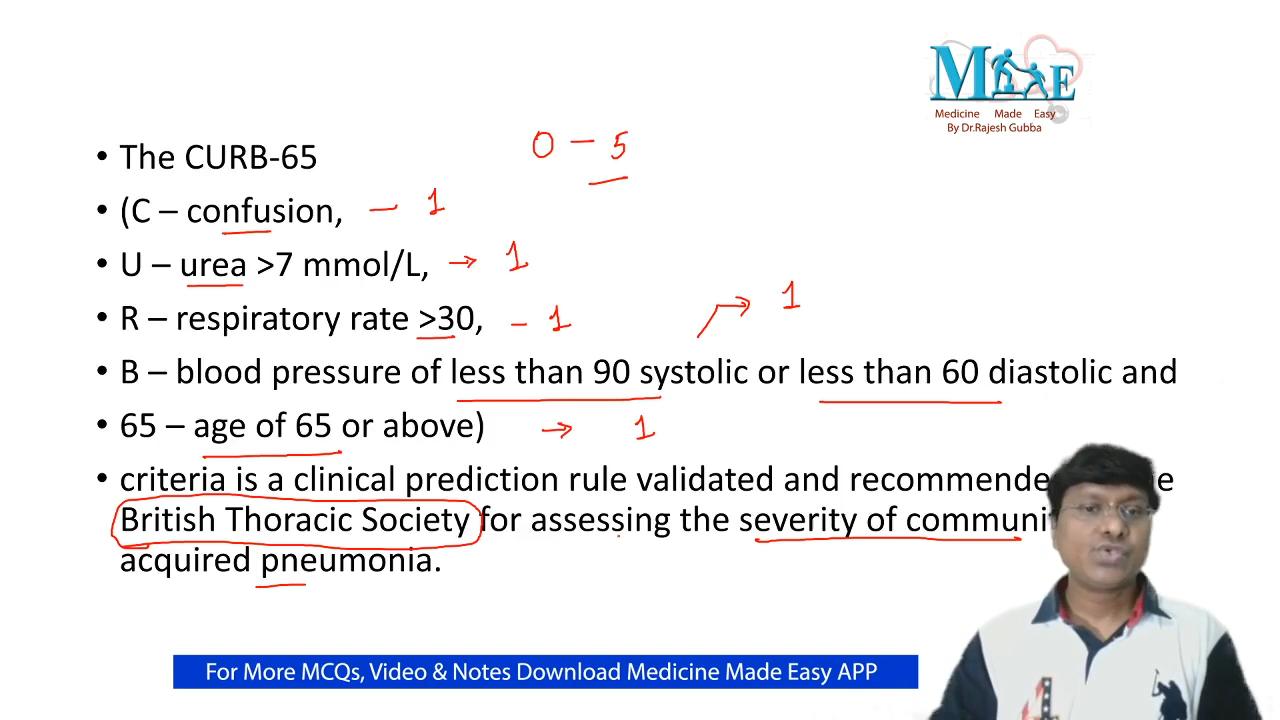 M E
Medicine Made Easy
By Dr.Rajesh Gubba
• The CURB-65 0 – 5
• (C – confusion, – 1
• U – urea >7 mmol/L, → 1
• R – respiratory rate >30, – 1
→ 1
• B – blood pressure of less than 90 systolic or less than 60 diastolic and
• 65 – age of 65 or above) → 1
• criteria is a clinical prediction rule validated and
British Thoracic Society for assessing the severity of
acquired pneumonia.
For More MCQs, Video & Notes Download Medicine Made Easy APP